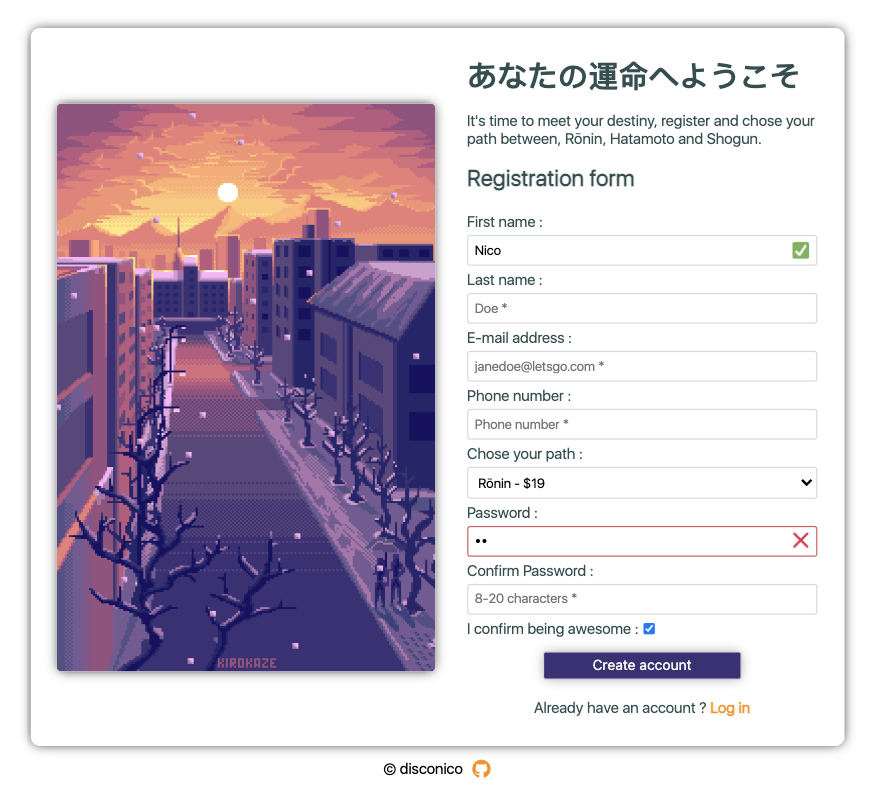 あなたの運命へようこそ
It's time to meet your destiny, register and chose your
path between, Rōnin, Hatamoto and Shogun.
Registration form
First name :
Nico
Last name :
Doe *
E-mail address :
janedoe@letsgo.com *
Phone number :
Phone number *
Chose your path :
Rōnin - $19
Password :
••
Confirm Password :
8-20 characters *
I confirm being awesome :
Create account
Already have an account ? Log in
KIROKAZE
© disconico